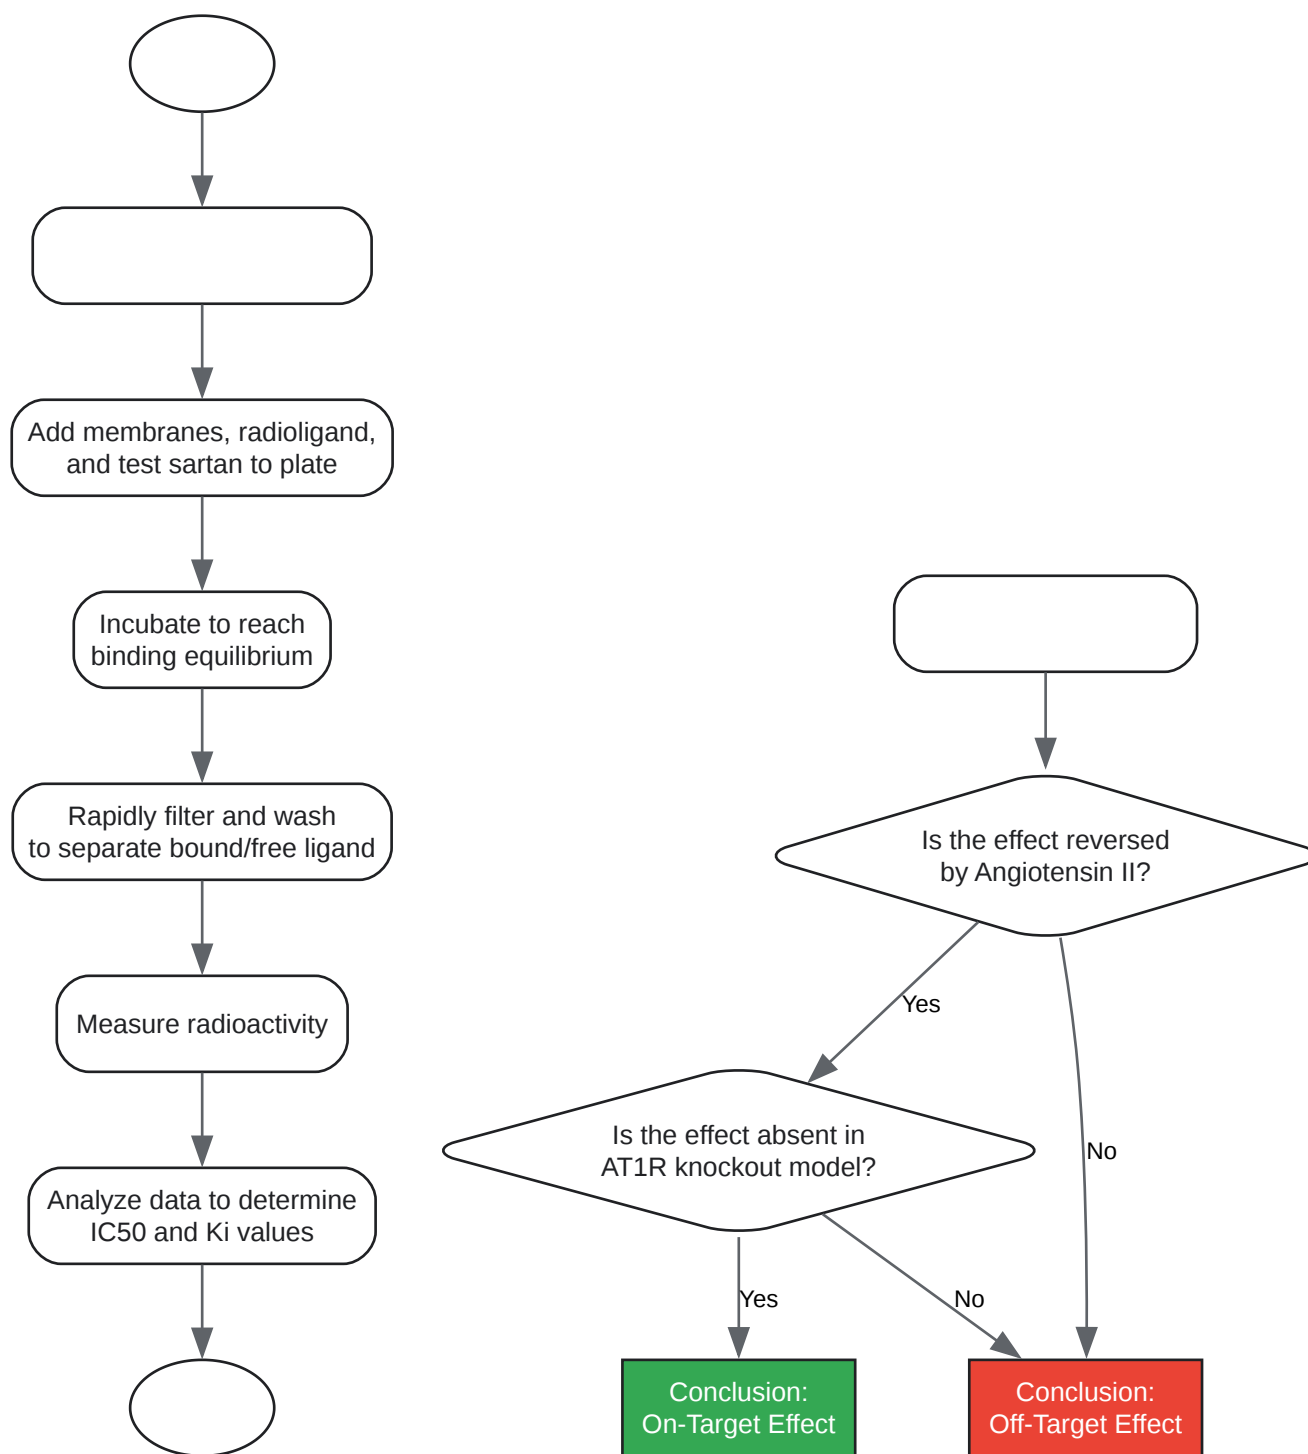 Add membranes, radioligand,
and test sartan to plate
Incubate to reach
binding equilibrium
Rapidly filter and wash
to separate bound/free ligand
Measure radioactivity
Analyze data to determine
IC50 and Ki values
Is the effect reversed
by Angiotensin II?
Yes
No
Is the effect absent in
AT1R knockout model?
Yes
No
Conclusion:
On-Target Effect
Conclusion:
Off-Target Effect